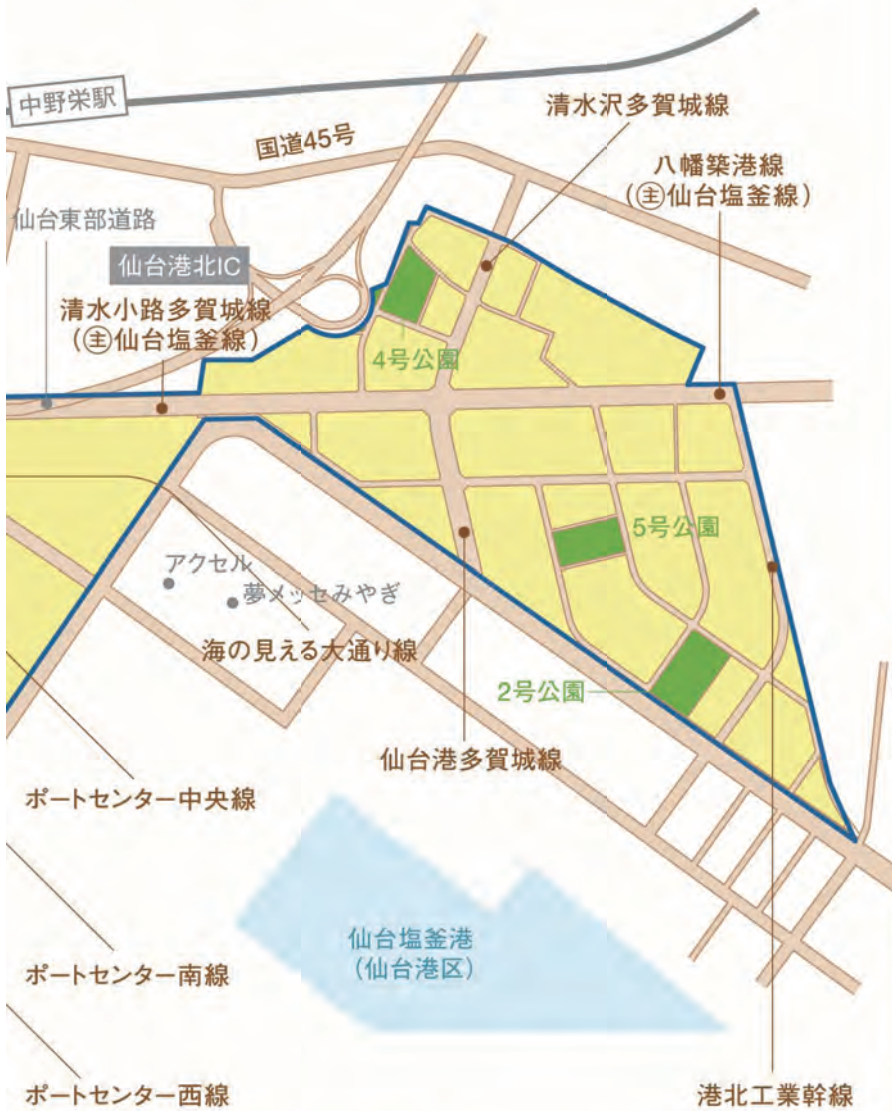 中野栄駅
清水沢多賀城線
国道45号
八幡築港線
（㊤仙台塩釜線）
仙台東部道路
仙台港北IC
清水小路多賀城線
（主仙台塩釜線）
4号公園
5号公園
アクセル
夢メッセみやぎ
海の見える大通り線
2号公園
仙台港多賀城線
ポートセンター中央線
仙台塩釜港
（仙台港区）
ポートセンター南線
ポートセンター西線
港北工業幹線